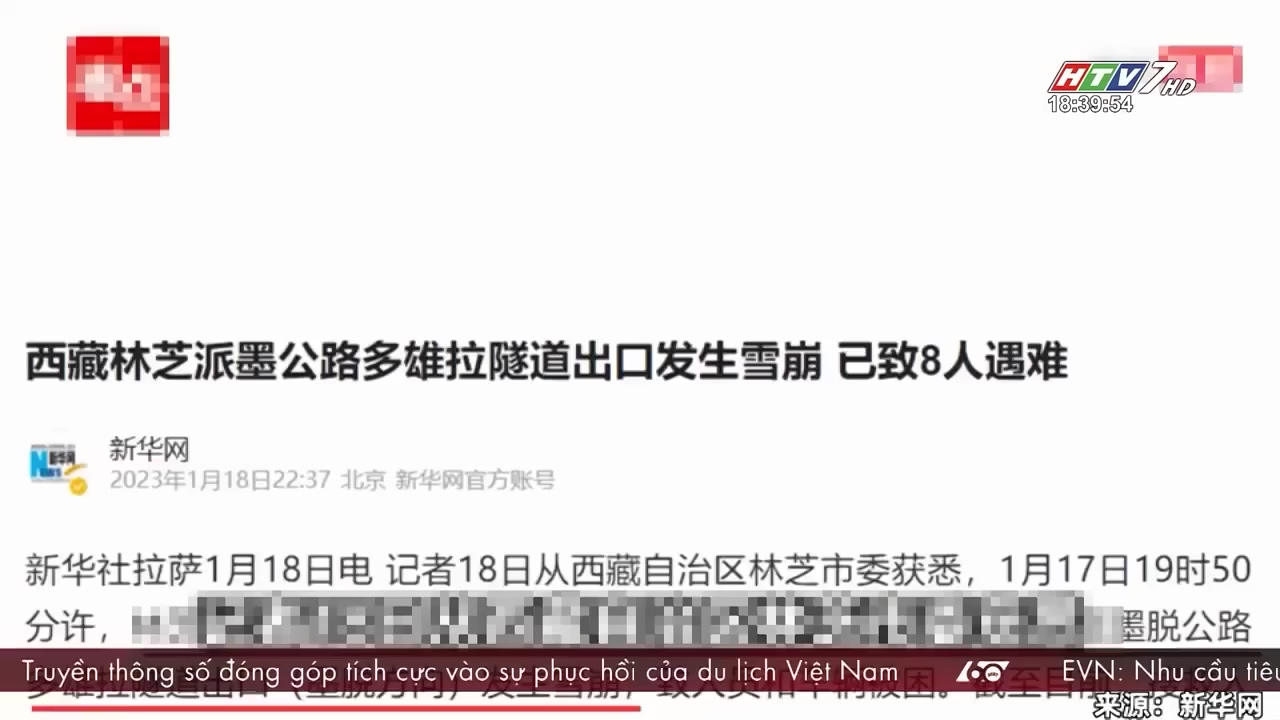 HTV7HD
18:39:54
西藏林芝派墨公路多雄拉隧道出口发生雪崩 已致8人遇难
新华网
2023年1月18日22:37 北京 新华网官方账号
新华社拉萨1月18日电 记者18日从西藏自治区林芝市委获悉，1月17日19时50
分许，
墨脱公路
Truyền thông số đóng góp tích cực vào sự phục hồi của du lịch Việt Nam 60 EVN: Nhu cầu tiêu
来源：新华网